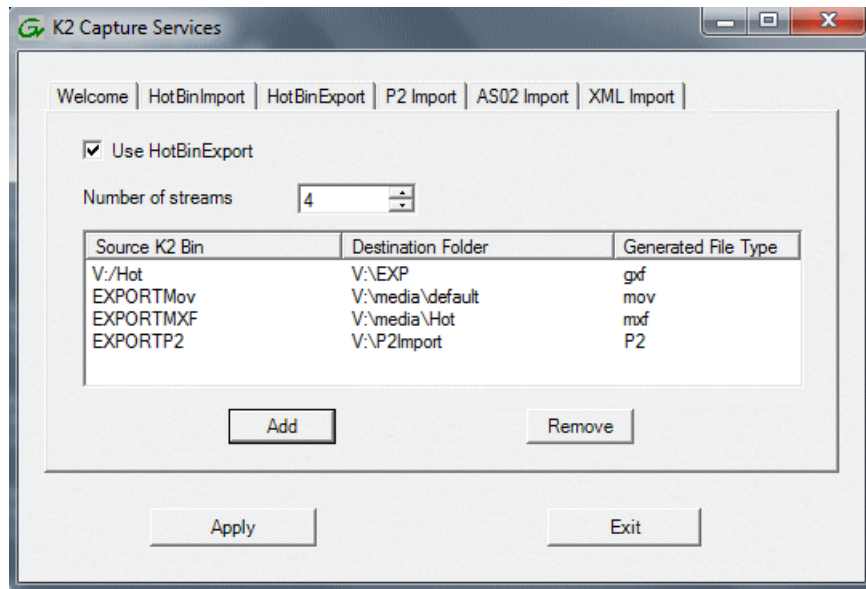 K2 Capture Services
Welcome HotBinImport HotBinExport P2 Import AS02 Import XML Import
Use HotBinExport
Number of streams 4
Source K2 Bin Destination Folder Generated File Type
V:/Hot V:\EXP gxf
EXPORTMov V:\media\default mov
EXPORTMXF V:\media\Hot mxf
EXPORTP2 V:\P2Import P2
Add Remove
Apply Exit